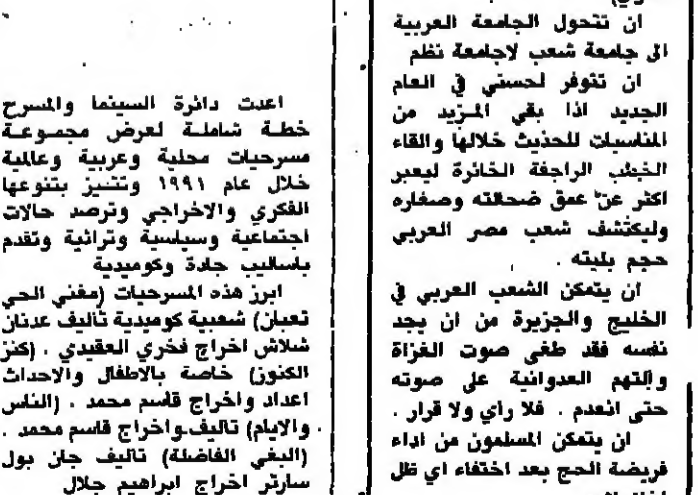 ان تتحول الجامعة العربية
الى جامعة شعب لاجامعة نظم
ان تتوفر لحسني في العام
الجديد اذا بقي المزيد من
المناسبات للحديث خلالها والقاء
الخطب الراجفة الخائرة ليعبر
اكثر عن عمق ضحالته وصغاره
وليكتشف شعب مصر العربي
حجم بليته .
ان يتمكن الشعب العربي في
الخليج والجزيرة من ان يجد
نفسه فقد طغى صوت الغزاة
وآلتهم العدوانية على صوته
حتى انعدم . فلا راي ولا قرار .
ان يتمكن المسلمون من اداء
فريضة الحج بعد اختفاء اي ظل
اعدت دائرة السينما والمسرح
خطة شاملة لعرض مجموعة
مسرحيات محلية وعربية وعالمية
خلال عام ١٩٩١ وتتميز بتنوعها
الفكري والاخراجي وترصد حالات
اجتماعية وسياسية وتراثية وتقدم
باساليب جادة وكوميدية
ابرز هذه المسرحيات (مغني الحي
تعبان) شعبية كوميدية تأليف عدنان
شلاش اخراج فخري العقيدي . (كنز
الكنوز) خاصة بالاطفال والاحداث
اعداد واخراج قاسم محمد . (الناس
والايام) تاليف واخراج قاسم محمد .
(البغي الفاضلة) تاليف جان بول
سارتر اخراج ابراهيم جلال